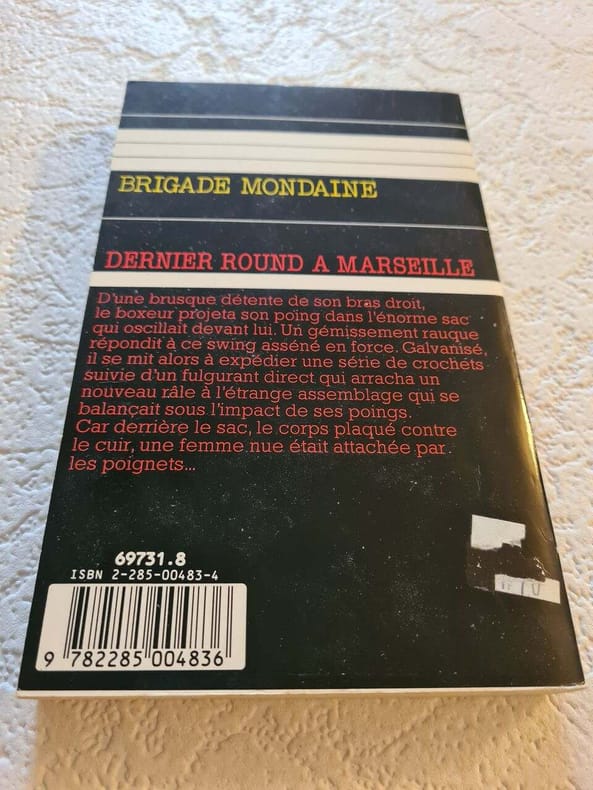 BRIGADE MONDAINE
DERNIER ROUND A MARSEILLE
D'une brusque détente de son bras droit,
le boxeur projeta son poing dans l'énorme sac
qui oscillait devant lui. Un gémissement rauque
répondit à ce swing asséné en force. Galvanisé,
il se mit alors à expédier une série de crochets
suivie d'un fulgurant direct qui arracha un
nouveau râle à l'étrange assemblage qui se
balançait sous l'impact de ses poings.
Car derrière le sac, le corps plaqué contre
le cuir, une femme nue était attachée par
les poignets...
69731.8
ISBN 2-285-00483-4
9 782285 004836